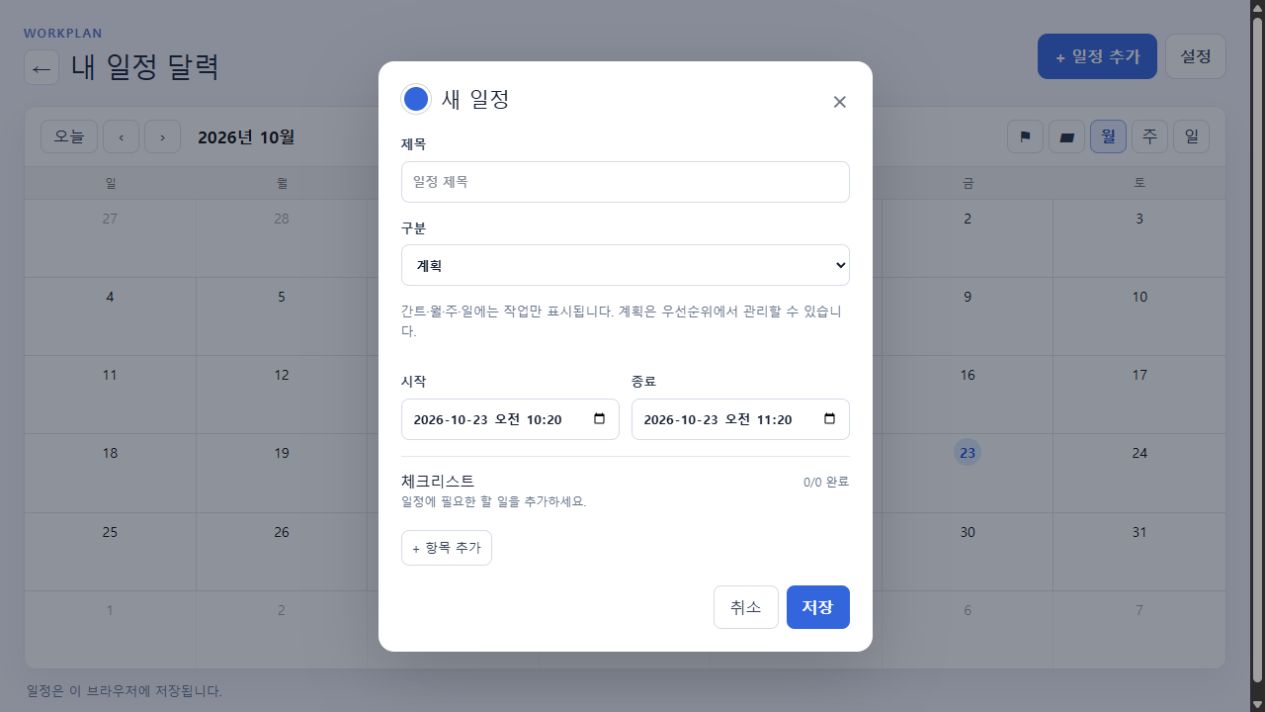 WORKPLAN
← 내 일정 달력
+ 일정 추가
설정
오늘
‹
›
2026년 10월
월
주
일
일 월 금 토
27 28 2 3
4 5 9 10
11 12 16 17
18 19 23 24
25 26 30 31
1 2 6 7
일정은 이 브라우저에 저장됩니다.
새 일정
×
제목
일정 제목
구분
계획
간트·월·주·일에는 작업만 표시됩니다. 계획은 우선순위에서 관리할 수 있습니
다.
시작 종료
2026-10-23 오전 10:20 2026-10-23 오전 11:20
체크리스트 0/0 완료
일정에 필요한 할 일을 추가하세요.
+ 항목 추가
취소 저장